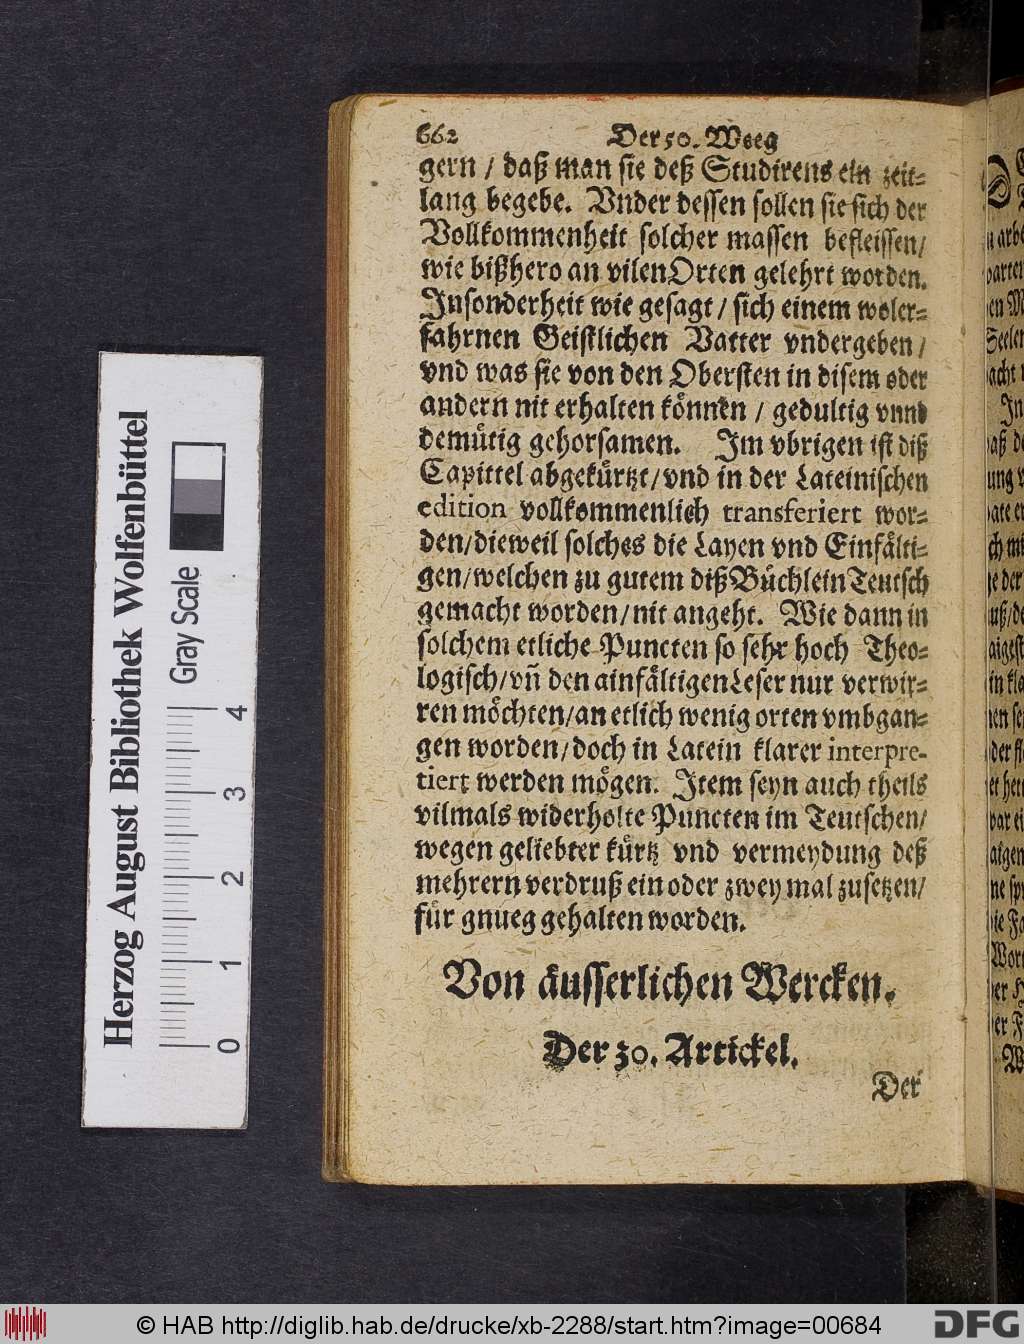 662 Der 50. Weeg
gern / daß man sie deß Studirens ein zeit-
lang begebe. Vnder dessen sollen sie sich der
Vollkommenheit solcher massen befleissen/
wie bißhero an vilen Orten gelehrt worden.
Insonderheit wie gesagt / sich einem woler-
fahrnen Geistlichen Vatter vndergeben /
vnd was sie von den Obersten in disem oder
andern nit erhalten können / gedultig vnnd
demütig gehorsamen. Im vbrigen ist diß
Capittel abgekürtzt / vnd in der Lateinischen
edition vollkommenlich transferiert wor-
den/dieweil solches die Layen vnd Einfälti-
gen/welchen zu gutem diß Büchlein Teutsch
gemacht worden/nit angeht. Wie dann in
solchem etliche Puncten so sehr hoch Theo-
logisch/vñ den ainfältigen Leser nur verwir-
ren möchten/an etlich wenig orten vmbgan-
gen worden/doch in Latein klarer interpre-
tiert werden mögen. Item seyn auch theils
vilmals widerholte Puncten im Teutschen/
wegen geliebter kürtz vnd vermeydung deß
mehrern verdruß ein oder zwey mal zusetzen/
für gnueg gehalten worden.
Von äusserlichen Wercken.
Der 30. Artickel.
Der
Herzog August Bibliothek Wolfenbüttel
Gray Scale
0 1 2 3 4
© HAB http://diglib.hab.de/drucke/xb-2288/start.htm?image=00684
DFG